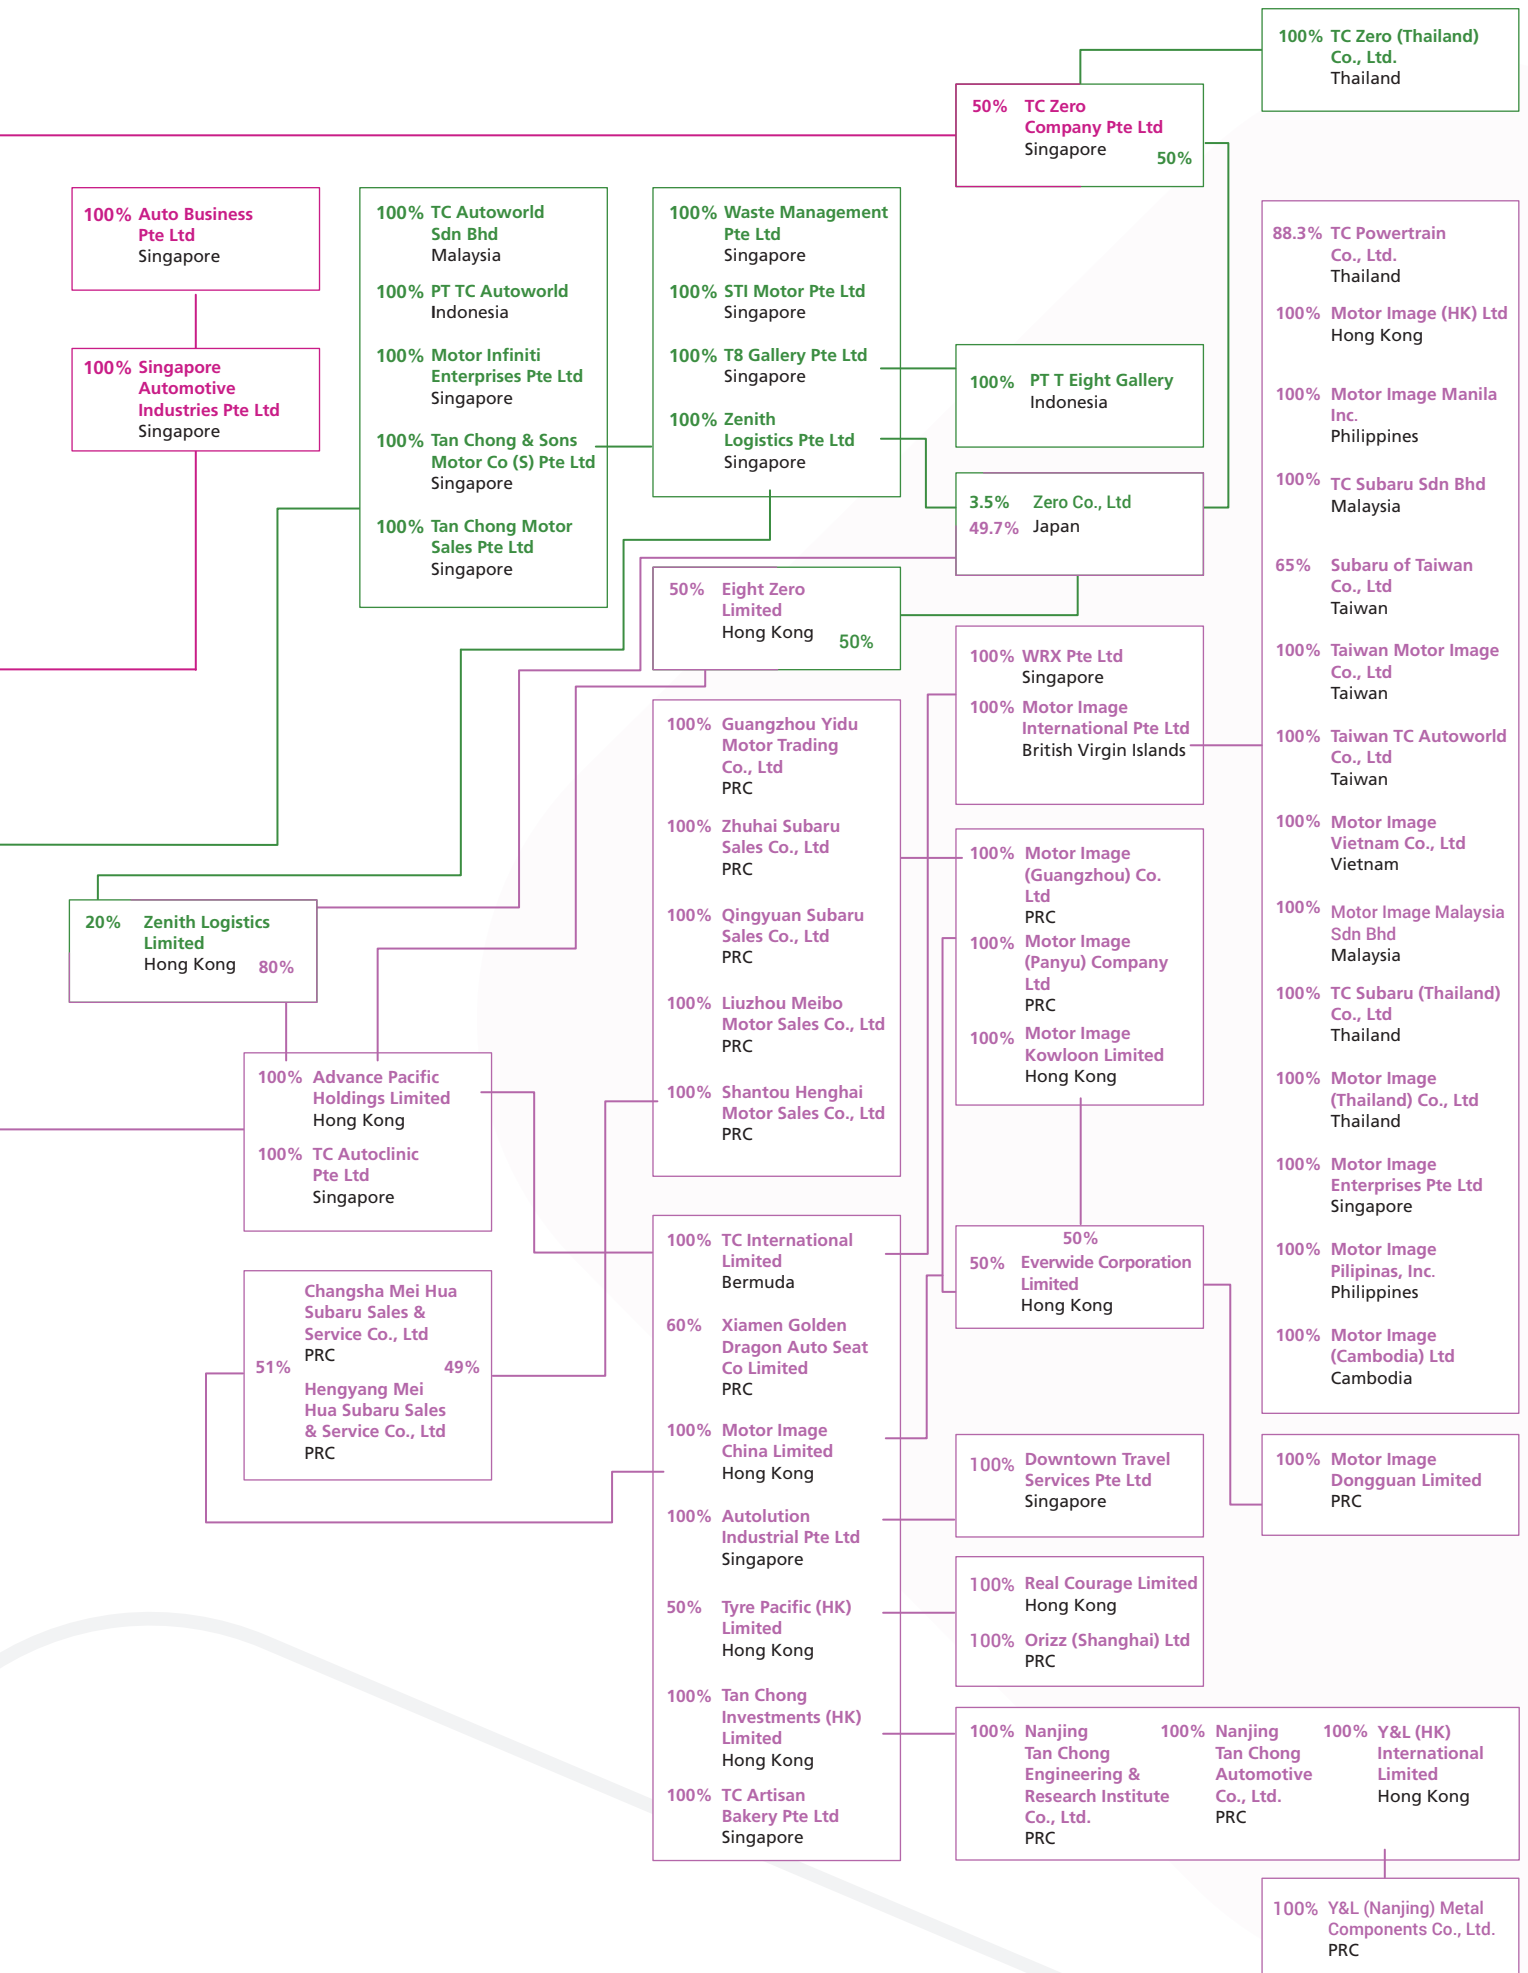 100% TC Zero (Thailand)
Co., Ltd.
Thailand
50% TC Zero
Company Pte Ltd
Singapore
50%
100% Auto Business
Pte Ltd
Singapore
100% Singapore
Automotive
Industries Pte Ltd
Singapore
100% TC Autoworld
Sdn Bhd
Malaysia
100% PT TC Autoworld
Indonesia
100% Motor Infiniti
Enterprises Pte Ltd
Singapore
100% Tan Chong & Sons
Motor Co (S) Pte Ltd
Singapore
100% Tan Chong Motor
Sales Pte Ltd
Singapore
100% Waste Management
Pte Ltd
Singapore
100% STI Motor Pte Ltd
Singapore
100% T8 Gallery Pte Ltd
Singapore
100% Zenith
Logistics Pte Ltd
Singapore
100% PT T Eight Gallery
Indonesia
3.5% Zero Co., Ltd
49.7% Japan
50% Eight Zero
Limited
Hong Kong
50%
100% WRX Pte Ltd
Singapore
100% Motor Image
International Pte Ltd
British Virgin Islands
88.3% TC Powertrain
Co., Ltd.
Thailand
100% Motor Image (HK) Ltd
Hong Kong
100% Motor Image Manila
Inc.
Philippines
100% TC Subaru Sdn Bhd
Malaysia
65% Subaru of Taiwan
Co., Ltd
Taiwan
100% Taiwan Motor Image
Co., Ltd
Taiwan
100% Taiwan TC Autoworld
Co., Ltd
Taiwan
100% Motor Image
Vietnam Co., Ltd
Vietnam
100% Motor Image Malaysia
Sdn Bhd
Malaysia
100% TC Subaru (Thailand)
Co., Ltd
Thailand
100% Motor Image
(Thailand) Co., Ltd
Thailand
100% Motor Image
Enterprises Pte Ltd
Singapore
100% Motor Image
Pilipinas, Inc.
Philippines
100% Motor Image
(Cambodia) Ltd
Cambodia
100% Guangzhou Yidu
Motor Trading
Co., Ltd
PRC
100% Zhuhai Subaru
Sales Co., Ltd
PRC
100% Qingyuan Subaru
Sales Co., Ltd
PRC
100% Liuzhou Meibo
Motor Sales Co., Ltd
PRC
100% Shantou Henghai
Motor Sales Co., Ltd
PRC
100% Motor Image
(Guangzhou) Co.
Ltd
PRC
100% Motor Image
(Panyu) Company
Ltd
PRC
100% Motor Image
Kowloon Limited
Hong Kong
20% Zenith Logistics
Limited
Hong Kong
80%
100% Advance Pacific
Holdings Limited
Hong Kong
100% TC Autoclinic
Pte Ltd
Singapore
Changsha Mei Hua
Subaru Sales &
Service Co., Ltd
PRC
51% 49%
Hengyang Mei
Hua Subaru Sales
& Service Co., Ltd
PRC
100% TC International
Limited
Bermuda
60% Xiamen Golden
Dragon Auto Seat
Co Limited
PRC
100% Motor Image
China Limited
Hong Kong
100% Autolution
Industrial Pte Ltd
Singapore
50% Tyre Pacific (HK)
Limited
Hong Kong
100% Tan Chong
Investments (HK)
Limited
Hong Kong
100% TC Artisan
Bakery Pte Ltd
Singapore
50%
50% Everwide Corporation
Limited
Hong Kong
100% Downtown Travel
Services Pte Ltd
Singapore
100% Motor Image
Dongguan Limited
PRC
100% Real Courage Limited
Hong Kong
100% Orizz (Shanghai) Ltd
PRC
100% Nanjing
Tan Chong
Engineering &
Research Institute
Co., Ltd.
PRC
100% Nanjing
Tan Chong
Automotive
Co., Ltd.
PRC
100% Y&L (HK)
International
Limited
Hong Kong
100% Y&L (Nanjing) Metal
Components Co., Ltd.
PRC